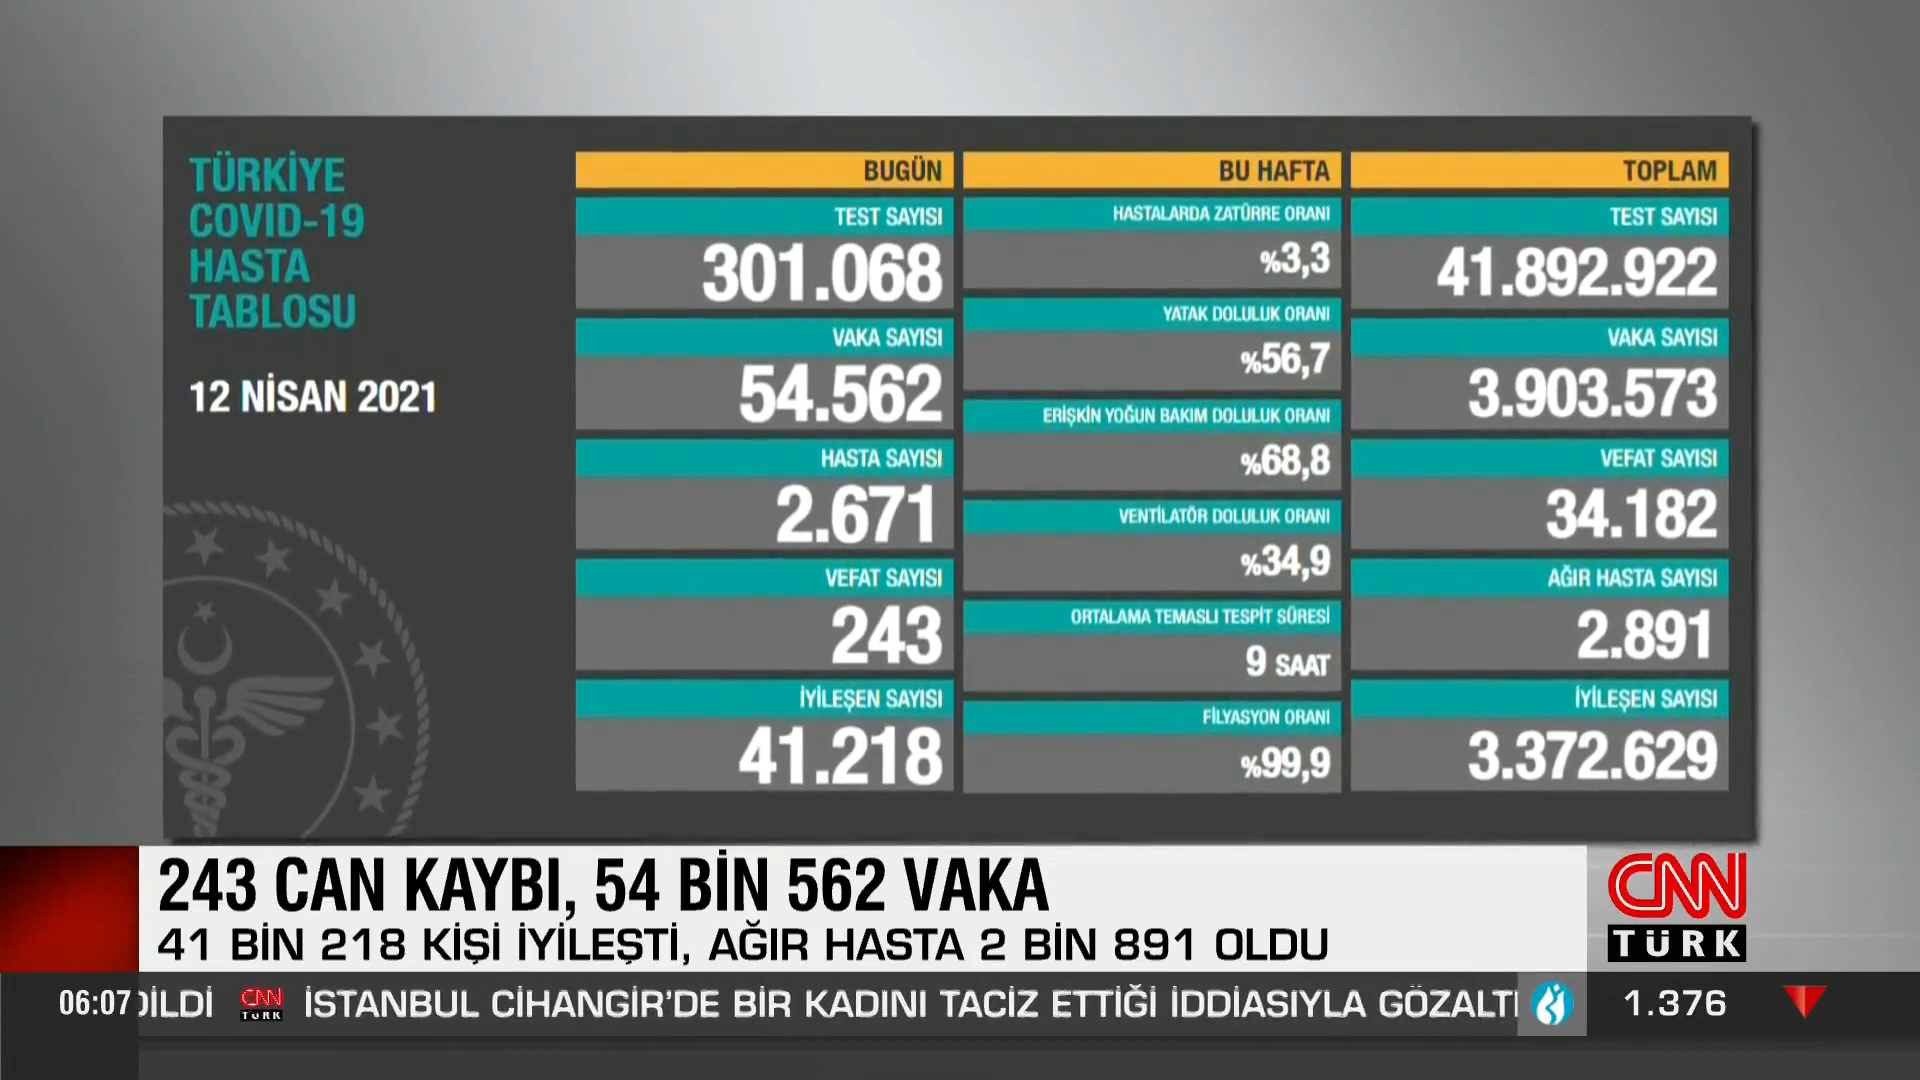 TÜRKİYE
COVID-19
HASTA
TABLOSU
12 NİSAN 2021
BUGÜN
TEST SAYISI
301.068
VAKA SAYISI
54.562
HASTA SAYISI
2.671
VEFAT SAYISI
243
İYİLEŞEN SAYISI
41.218
BU HAFTA
HASTALARDA ZATÜRRE ORANI
%3,3
YATAK DOLULUK ORANI
%56,7
ERİŞKİN YOĞUN BAKIM DOLULUK ORANI
%68,8
VENTİLATÖR DOLULUK ORANI
%34,9
ORTALAMA TEMASLI TESPİT SÜRESİ
9 SAAT
FİLYASYON ORANI
%99,9
TOPLAM
TEST SAYISI
41.892.922
VAKA SAYISI
3.903.573
VEFAT SAYISI
34.182
AĞIR HASTA SAYISI
2.891
İYİLEŞEN SAYISI
3.372.629
243 CAN KAYBI, 54 BİN 562 VAKA
41 BİN 218 KİŞİ İYİLEŞTİ, AĞIR HASTA 2 BİN 891 OLDU
CNN
TÜRK
06:07 DİLDİ CNN TÜRK İSTANBUL CİHANGİR'DE BİR KADINI TACİZ ETTİĞİ İDDİASIYLA GÖZALTI 1.376